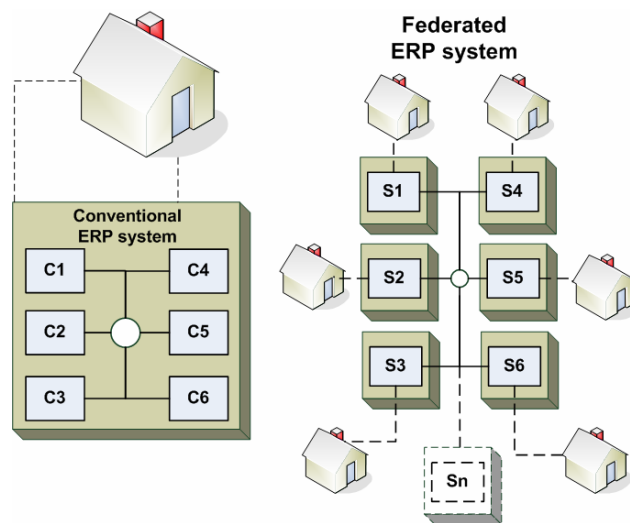 Federated
ERP system
Conventional
ERP system
C1
C4
C2
C5
C3
C6
S1
S4
S2
S5
S3
S6
Sn